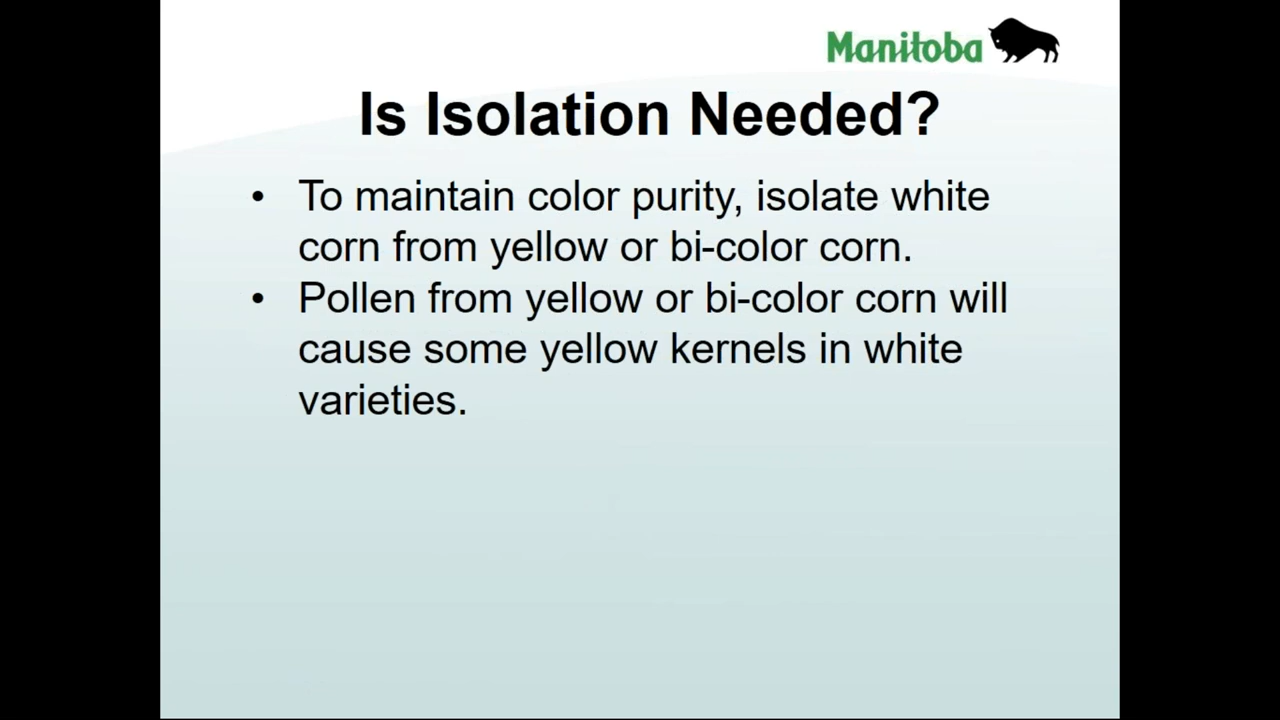 Manitoba
Is Isolation Needed?
• To maintain color purity, isolate white
corn from yellow or bi-color corn.
• Pollen from yellow or bi-color corn will
cause some yellow kernels in white
varieties.